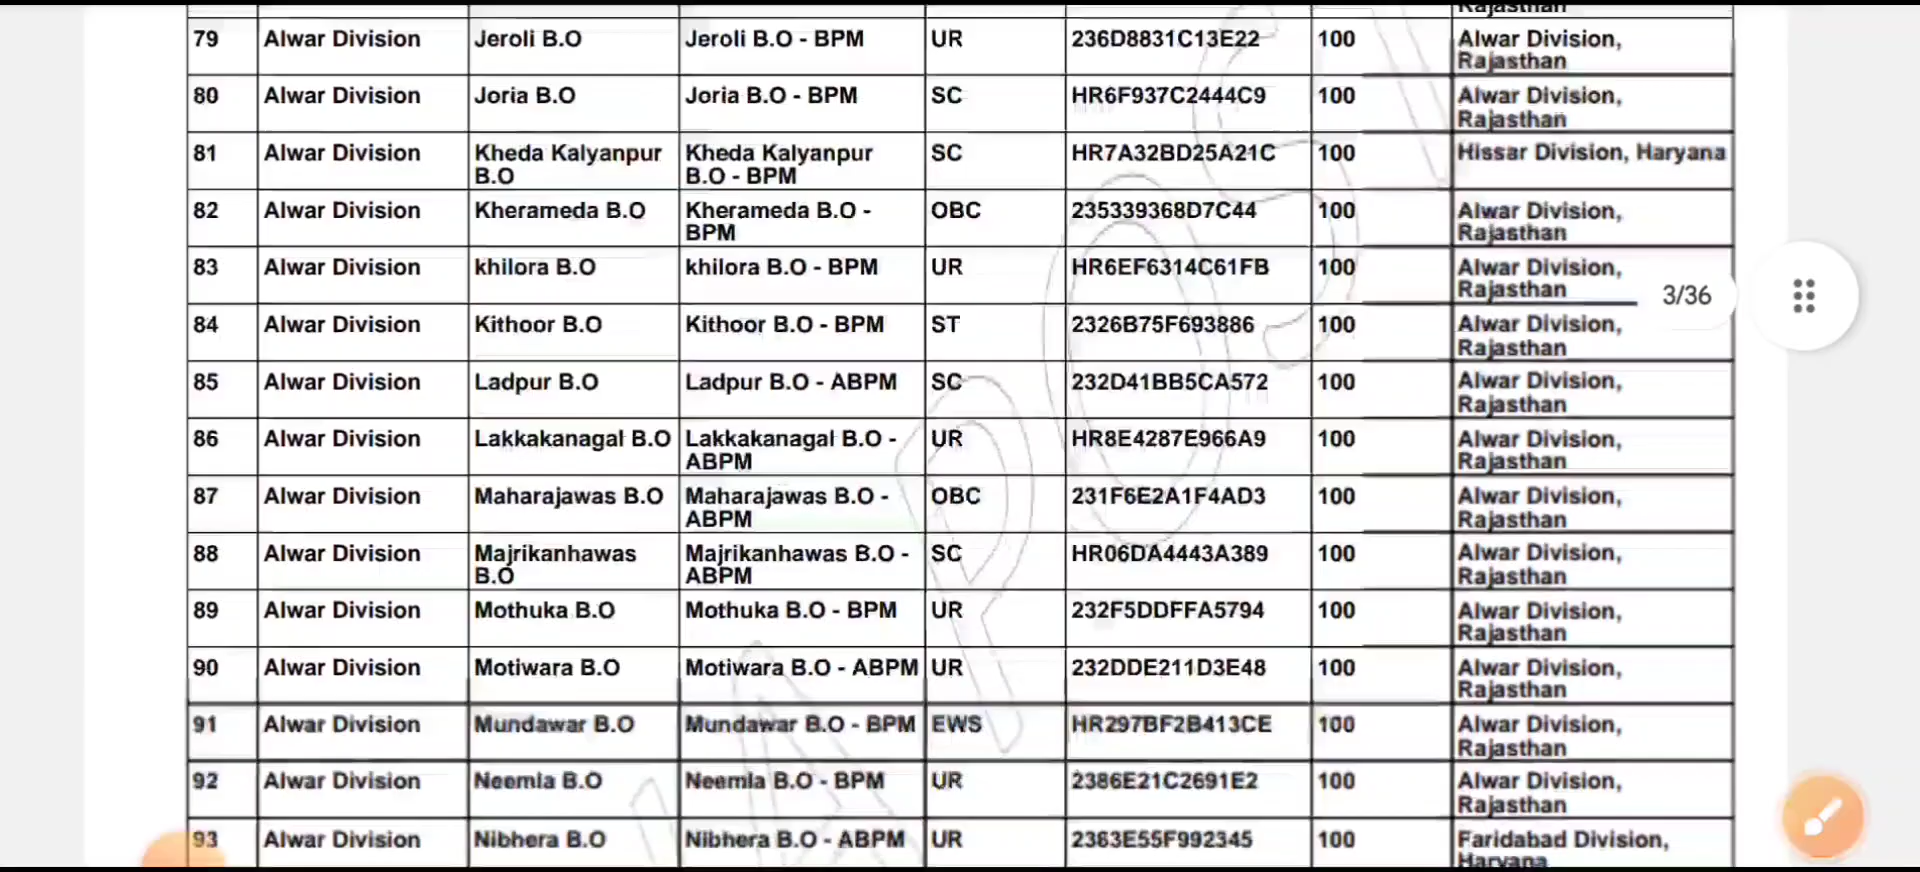 Rajasthan
79 Alwar Division Jeroli B.O Jeroli B.O - BPM UR 236D8831C13E22 100 Alwar Division,
Rajasthan
80 Alwar Division Joria B.O Joria B.O - BPM SC HR6F937C2444C9 100 Alwar Division,
Rajasthan
81 Alwar Division Kheda Kalyanpur Kheda Kalyanpur SC HR7A32BD25A21C 100 Hissar Division, Haryana
B.O B.O - BPM
82 Alwar Division Kherameda B.O Kherameda B.O - OBC 235339368D7C44 100 Alwar Division,
BPM Rajasthan
83 Alwar Division khilora B.O khilora B.O - BPM UR HR6EF6314C61FB 100 Alwar Division,
Rajasthan
3/36
84 Alwar Division Kithoor B.O Kithoor B.O - BPM ST 2326B75F693886 100 Alwar Division,
Rajasthan
85 Alwar Division Ladpur B.O Ladpur B.O - ABPM SC 232D41BB5CA572 100 Alwar Division,
Rajasthan
86 Alwar Division Lakkakanagal B.O Lakkakanagal B.O - UR HR8E4287E966A9 100 Alwar Division,
ABPM Rajasthan
87 Alwar Division Maharajawas B.O Maharajawas B.O - OBC 231F6E2A1F4AD3 100 Alwar Division,
ABPM Rajasthan
88 Alwar Division Majrikanhawas Majrikanhawas B.O - SC HR06DA4443A389 100 Alwar Division,
B.O ABPM Rajasthan
89 Alwar Division Mothuka B.O Mothuka B.O - BPM UR 232F5DDFFA5794 100 Alwar Division,
Rajasthan
90 Alwar Division Motiwara B.O Motiwara B.O - ABPM UR 232DDE211D3E48 100 Alwar Division,
Rajasthan
91 Alwar Division Mundawar B.O Mundawar B.O - BPM EWS HR297BF2B413CE 100 Alwar Division,
Rajasthan
92 Alwar Division Neemla B.O Neemla B.O - BPM UR 2386E21C2691E2 100 Alwar Division,
Rajasthan
93 Alwar Division Nibhera B.O Nibhera B.O - ABPM UR 2383E55F992345 100 Faridabad Division,
Haryana